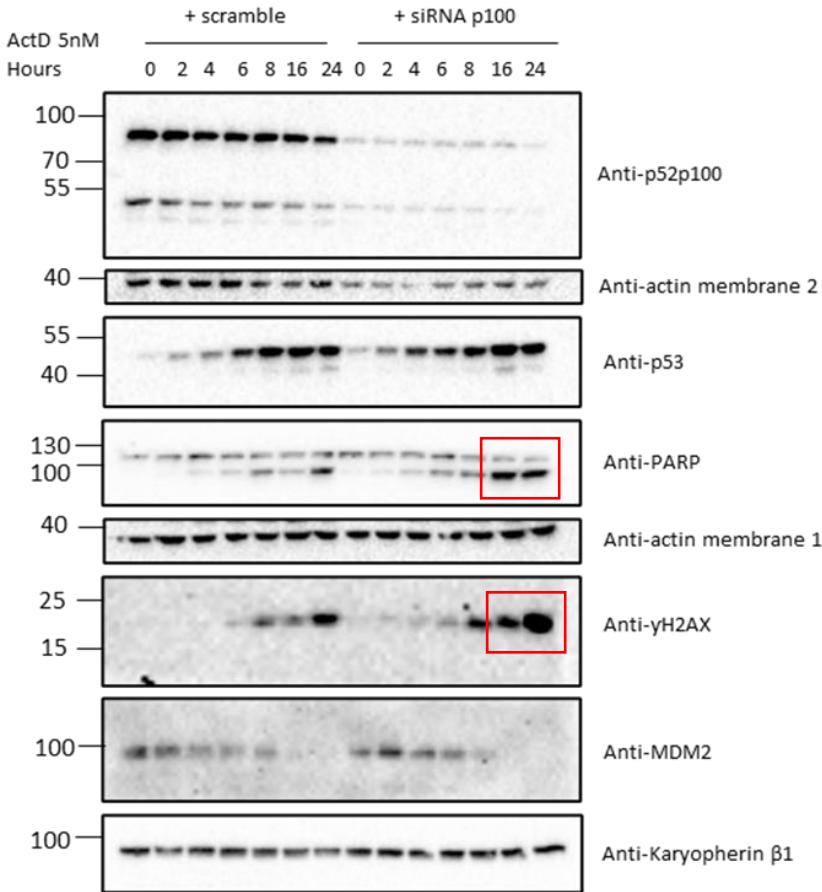 + scramble + siRNA p100
ActD 5nM
Hours 0 2 4 6 8 16 24 0 2 4 6 8 16 24
100
70
55
Anti-p52p100
40
Anti-actin membrane 2
55
40
Anti-p53
130
100
Anti-PARP
40
Anti-actin membrane 1
25
15
Anti-yH2AX
100
Anti-MDM2
100
Anti-Karyopherin β1